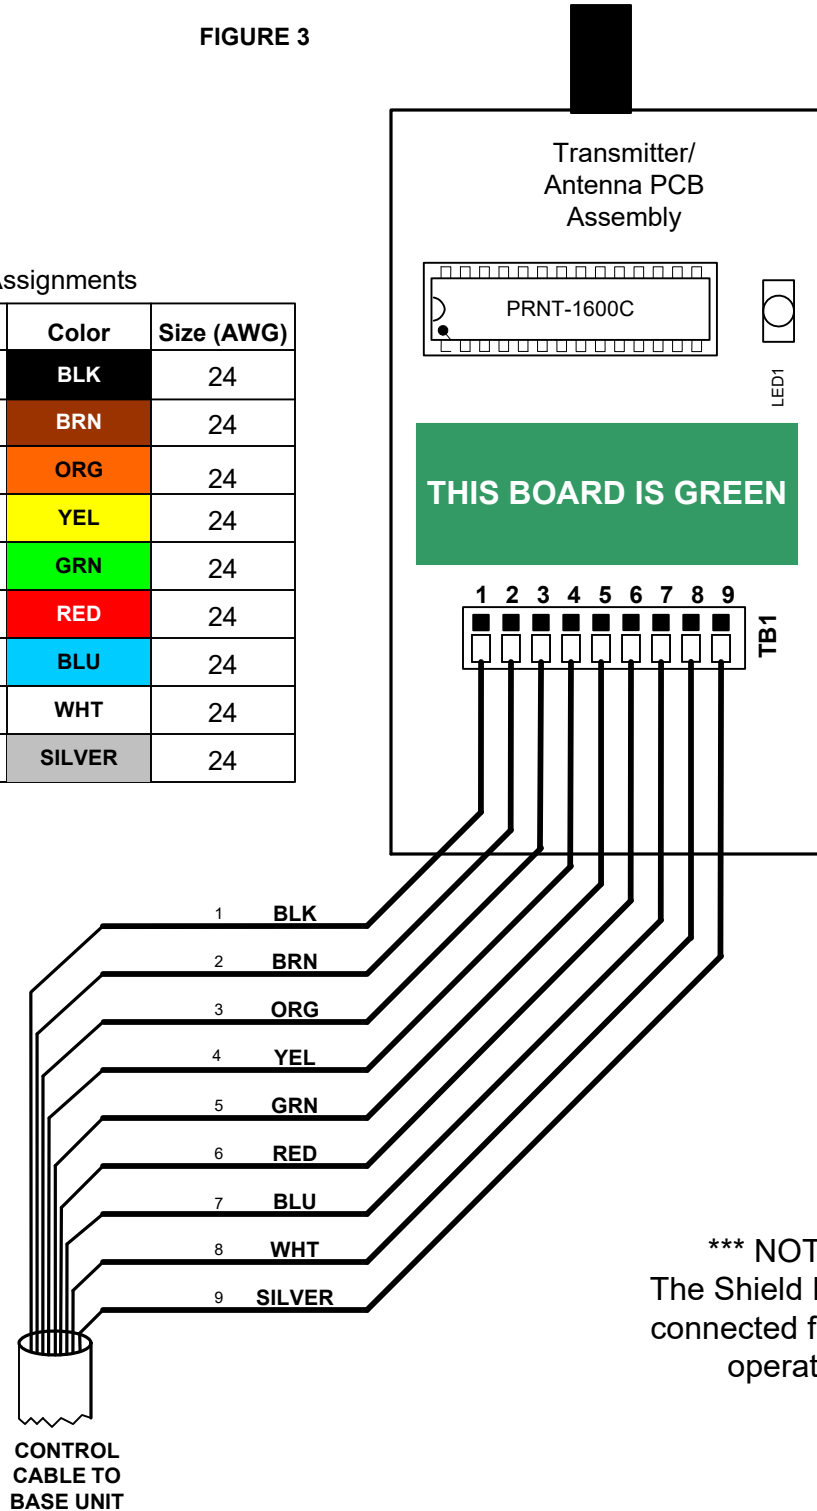 FIGURE 3
Transmitter/
Antenna PCB
Assembly
Assignments
Color Size (AWG)
BLK 24
BRN 24
ORG 24
YEL 24
GRN 24
RED 24
BLU 24
WHT 24
SILVER 24
PRNT-1600C
LED1
THIS BOARD IS GREEN
1 2 3 4 5 6 7 8 9
TB1
1 BLK
2 BRN
3 ORG
4 YEL
5 GRN
6 RED
7 BLU
8 WHT
9 SILVER
*** NOT
The Shield
connected f
operat
CONTROL
CABLE TO
BASE UNIT